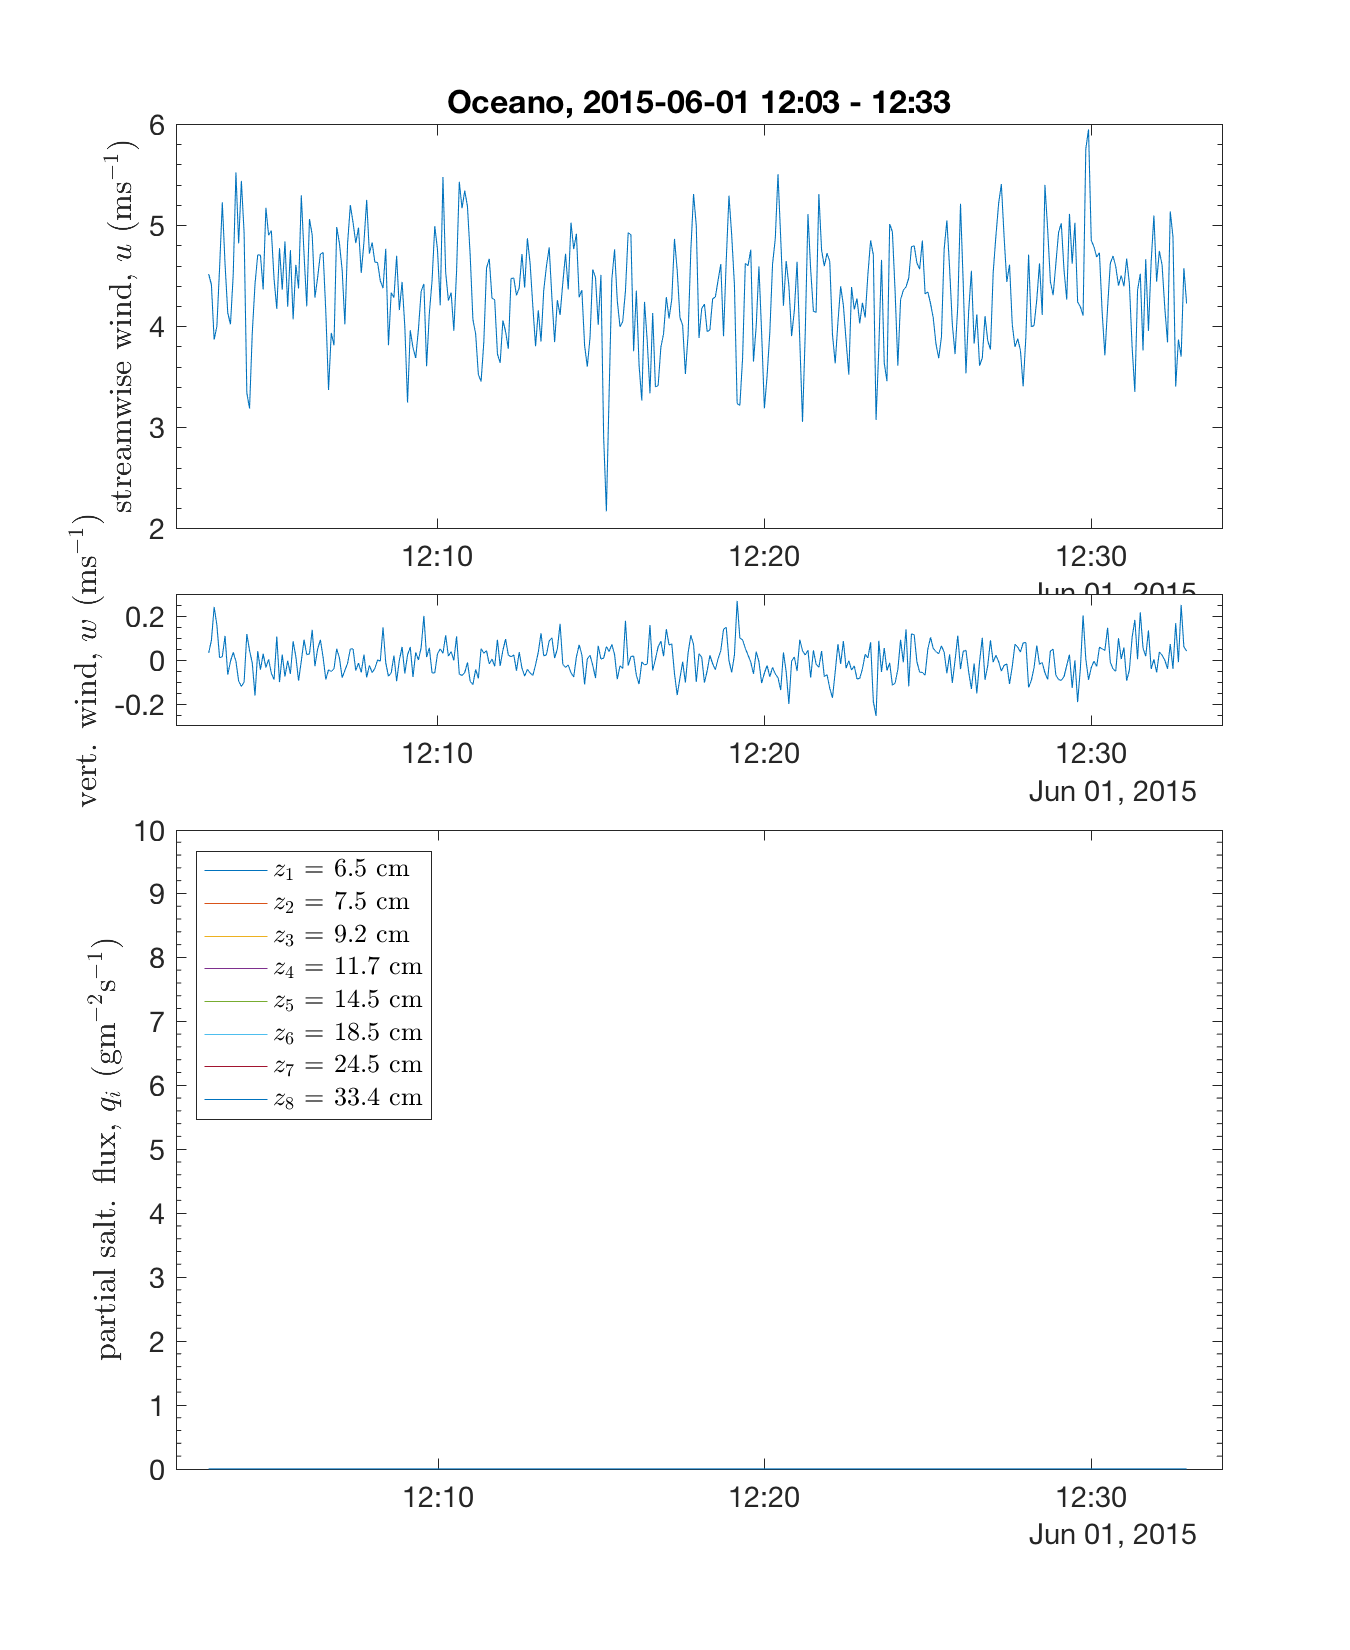 Oceano, 2015-06-01 12:03 - 12:33
streamwise wind, u (ms⁻¹)
6
5
4
3
2
12:10 12:20 12:30
Jun 01, 2015
vert. wind, w (ms⁻¹)
0.2
0
-0.2
12:10 12:20 12:30
Jun 01, 2015
partial salt. flux, qᵢ (gm⁻²s⁻¹)
10
9
8
7
6
5
4
3
2
1
0
z₁ = 6.5 cm
z₂ = 7.5 cm
z₃ = 9.2 cm
z₄ = 11.7 cm
z₅ = 14.5 cm
z₆ = 18.5 cm
z₇ = 24.5 cm
z₈ = 33.4 cm
12:10 12:20 12:30
Jun 01, 2015